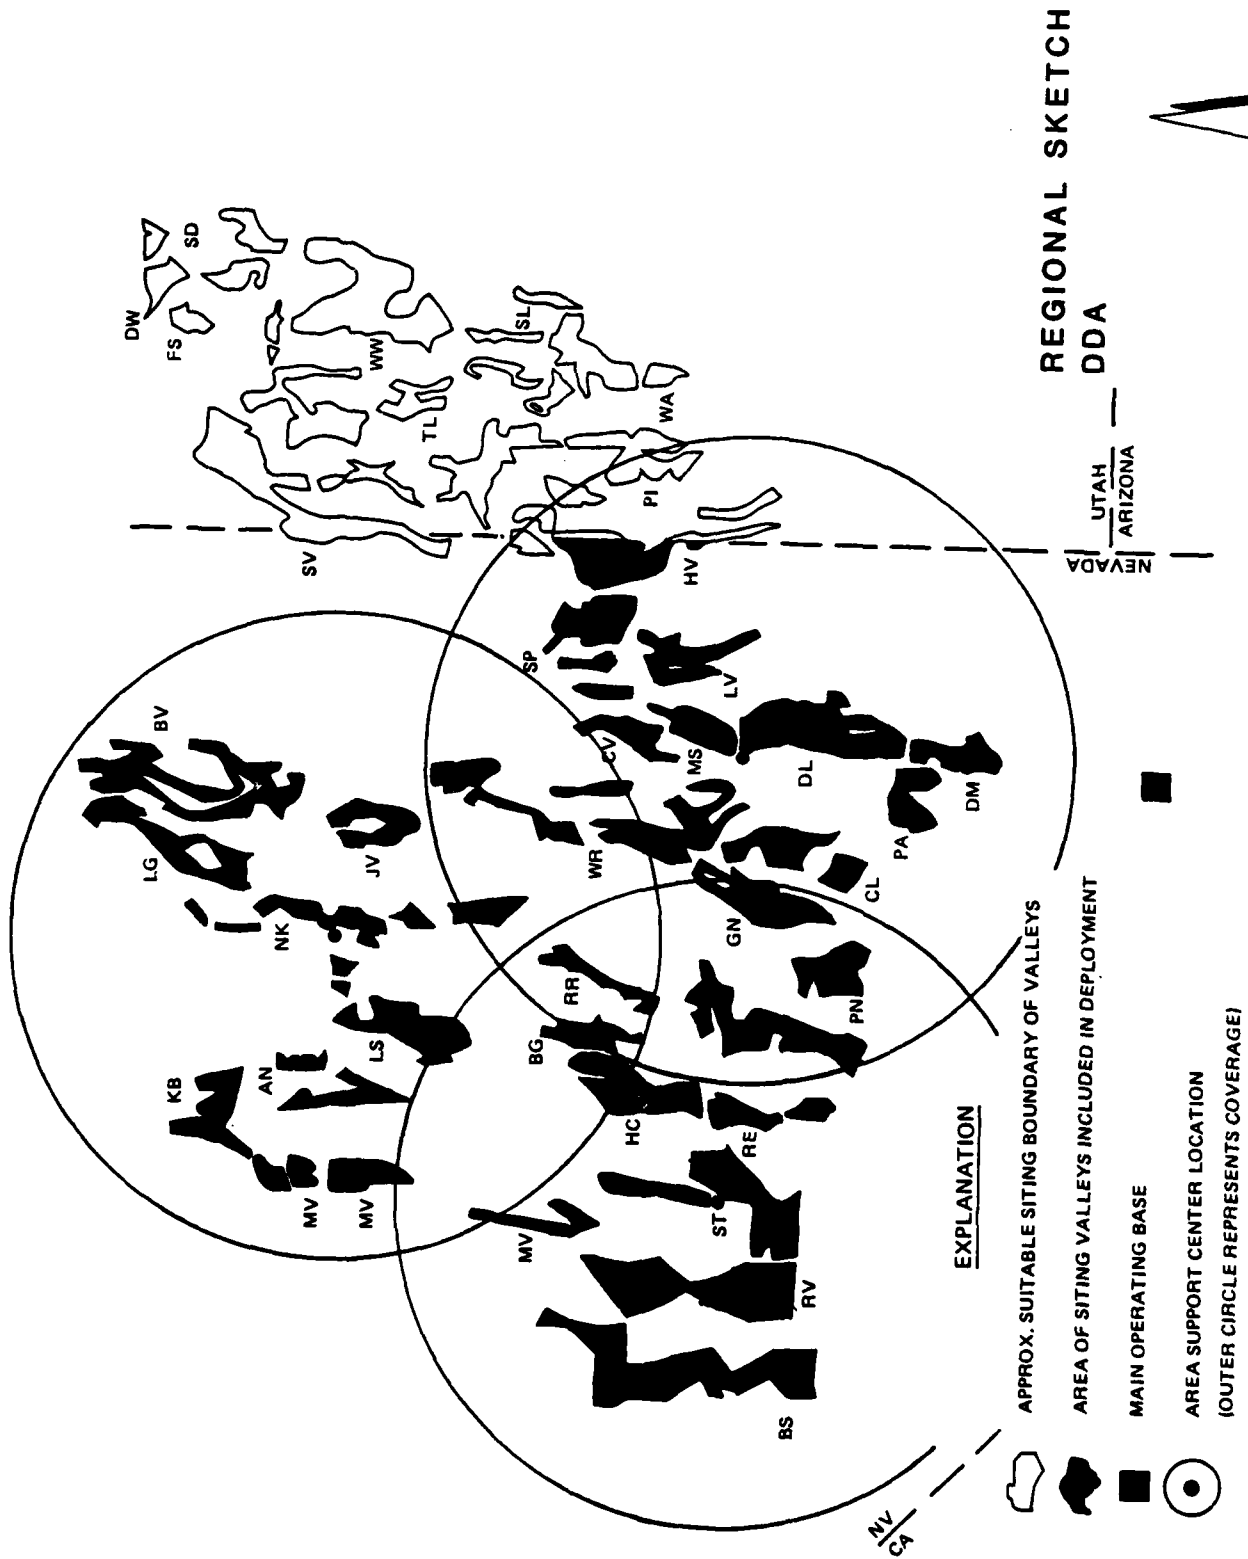 REGIONAL SKETCH
DDA
DW
SD
FS
SV
WW
TL
SL
WA
PI
HV
UTAH
ARIZONA
NEVADA
BV
LG
JV
NK
SP
LV
CV
MS
DL
DM
PA
WR
CL
GN
KB
AN
LS
RR
BG
PN
MV
MV
HC
RE
MV
ST
RV
BS
NV
CA
EXPLANATION
APPROX. SUITABLE SITING BOUNDARY OF VALLEYS
AREA OF SITING VALLEYS INCLUDED IN DEPLOYMENT
MAIN OPERATING BASE
AREA SUPPORT CENTER LOCATION
(OUTER CIRCLE REPRESENTS COVERAGE)